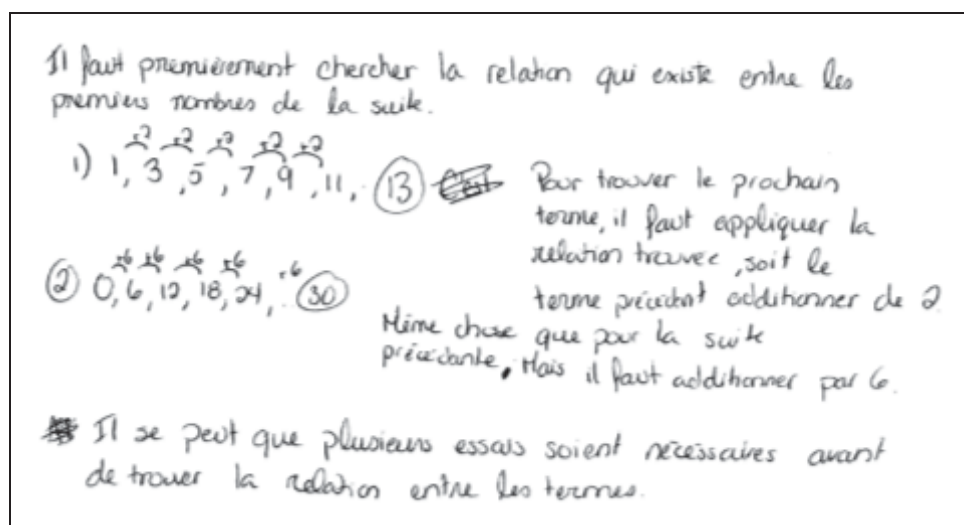 Il faut premièrement chercher la relation qui existe entre les
premiers nombres de la suite.
+2 +2 +2 +2 +2
1) 1, 3, 5, 7, 9, 11, 13
Pour trouver le prochain
terme, il faut appliquer la
relation trouvée, soit le
terme précédant additionner de 2.
+6 +6 +6 +6 +6
2 0, 6, 12, 18, 24, 30
Même chose que pour la suite
précédante, Mais il faut additionner par 6.
Il se peut que plusieurs essais soient nécessaires avant
de trouver la relation entre les termes.